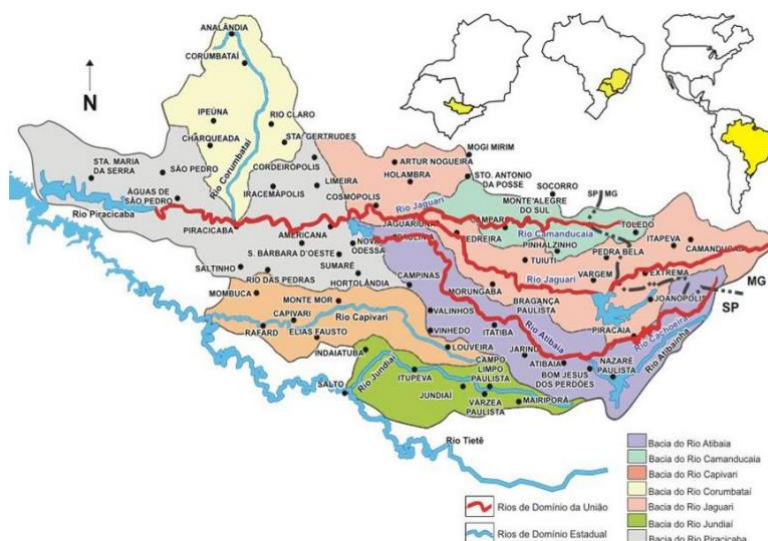 N
ANALÂNDIA
CORUMBATAÍ
IPEÚNA
RIO CLARO
CHARQUEADA
STA. GERTRUDES
Rio Corumbataí
CORDEIRÓPOLIS
STA. MARIA
DA SERRA
SÃO PEDRO
ÁGUAS DE
SÃO PEDRO
IRACEMÁPOLIS
LIMEIRA
Rio Piracicaba
PIRACICABA
AMERICANA
S. BÁRBARA D'OESTE
NOVA
ODESSA
SALTINHO
RIO DAS PEDRAS
SUMARÉ
HORTOLÂNDIA
MOGI MIRIM
ARTUR NOGUEIRA
HOLAMBRA
STO. ANTONIO
DA POSSE
COSMÓPOLIS
Rio Jaguari
SOCORRO
MONTE ALEGRE
DO SUL
SP
MG
AMPARO
Rio Camanducaia
TOLEDO
PINHALZINHO
PEDRA BELA
ITAPEVA
CAMANDUCAIA
TUIUTI
Rio Jaguari
VARGEM
EXTREMA
MG
SP
MORUNGABA
BRAGANÇA
PAULISTA
JOANÓPOLIS
CAMPINAS
VALINHOS
VINHEDO
ITATIBA
Rio Atibaia
PIRACAIA
Rio Cachoeira
Rio Atibainha
JARINU
ATIBAIA
NAZARÉ
PAULISTA
BOM JESUS
DOS PERDÕES
MOMBUCA
MONTE MOR
CAPIVARI
Rio Capivari
RAFARD
ELIAS FAUSTO
LOUVEIRA
INDAIATUBA
CAMPO
LIMPO
PAULISTA
Rio Jundiaí
ITUPEVA
SALTO
JUNDIAÍ
VÁRZEA
PAULISTA
MAIRIPORÃ
Rio Tietê
Rios de Domínio da União
Rios de Domínio Estadual
Bacia do Rio Atibaia
Bacia do Rio Camanducaia
Bacia do Rio Capivari
Bacia do Rio Corumbataí
Bacia do Rio Jaguari
Bacia do Rio Jundiaí
Bacia do Rio Piracicaba